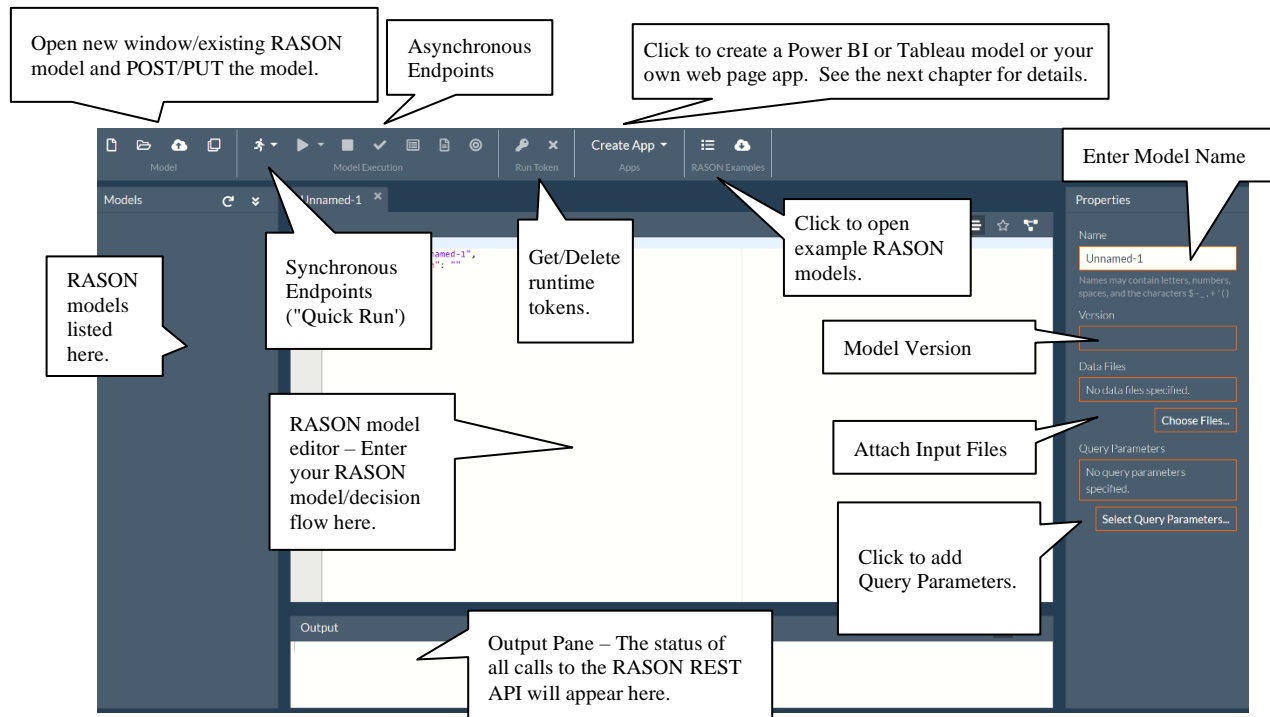 Open new window/existing RASON
model and POST/PUT the model.
Asynchronous
Endpoints
Click to create a Power BI or Tableau model or your
own web page app. See the next chapter for details.
Enter Model Name
Model
Model Execution
Run Token
Create App
Apps
RASON Examples
Models
Unnamed-1
Properties
Name
Unnamed-1
Names may contain letters, numbers,
spaces, and the characters $ - _ , + ' ( )
Version
Data Files
No data files specified.
Choose Files...
Query Parameters
No query parameters
specified.
Select Query Parameters...
RASON
models
listed
here.
Synchronous
Endpoints
("Quick Run')
Get/Delete
runtime
tokens.
Click to open
example RASON
models.
named-1",
": ""
Model Version
RASON model
editor – Enter
your RASON
model/decision
flow here.
Attach Input Files
Click to add
Query Parameters.
Output
Output Pane – The status of
all calls to the RASON REST
API will appear here.